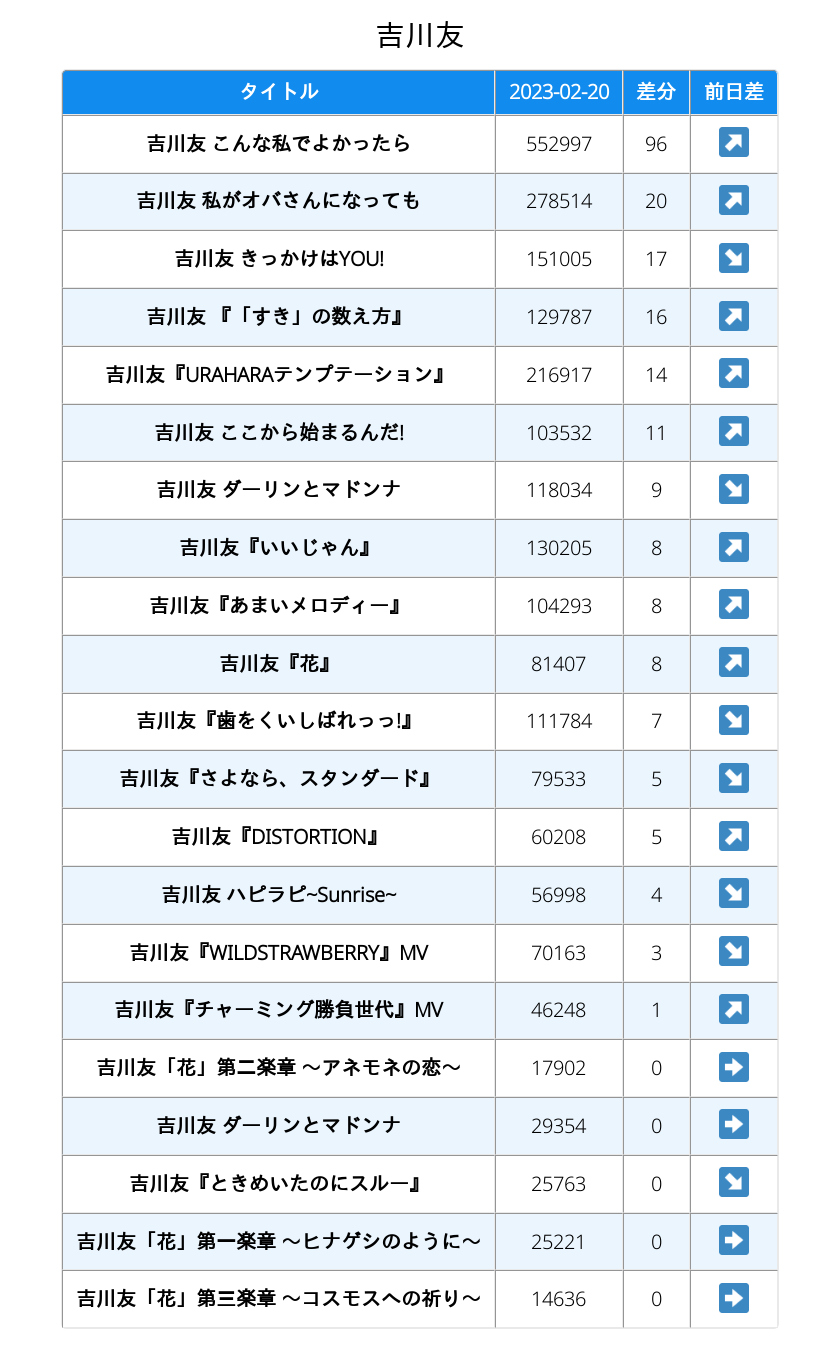 吉川友
タイトル 2023-02-20 差分 前日差
吉川友 こんな私でよかったら 552997 96
吉川友 私がオバさんになっても 278514 20
吉川友 きっかけはYOU! 151005 17
吉川友 『「すき」の数え方』 129787 16
吉川友『URAHARAテンプテーション』 216917 14
吉川友 ここから始まるんだ! 103532 11
吉川友 ダーリンとマドンナ 118034 9
吉川友『いいじゃん』 130205 8
吉川友『あまいメロディー』 104293 8
吉川友『花』 81407 8
吉川友『歯をくいしばれっっ!』 111784 7
吉川友『さよなら、スタンダード』 79533 5
吉川友『DISTORTION』 60208 5
吉川友 ハピラピ~Sunrise~ 56998 4
吉川友『WILDSTRAWBERRY』MV 70163 3
吉川友『チャーミング勝負世代』MV 46248 1
吉川友「花」第二楽章 〜アネモネの恋〜 17902 0
吉川友 ダーリンとマドンナ 29354 0
吉川友『ときめいたのにスルー』 25763 0
吉川友「花」第一楽章 〜ヒナゲシのように〜 25221 0
吉川友「花」第三楽章 〜コスモスへの祈り〜 14636 0